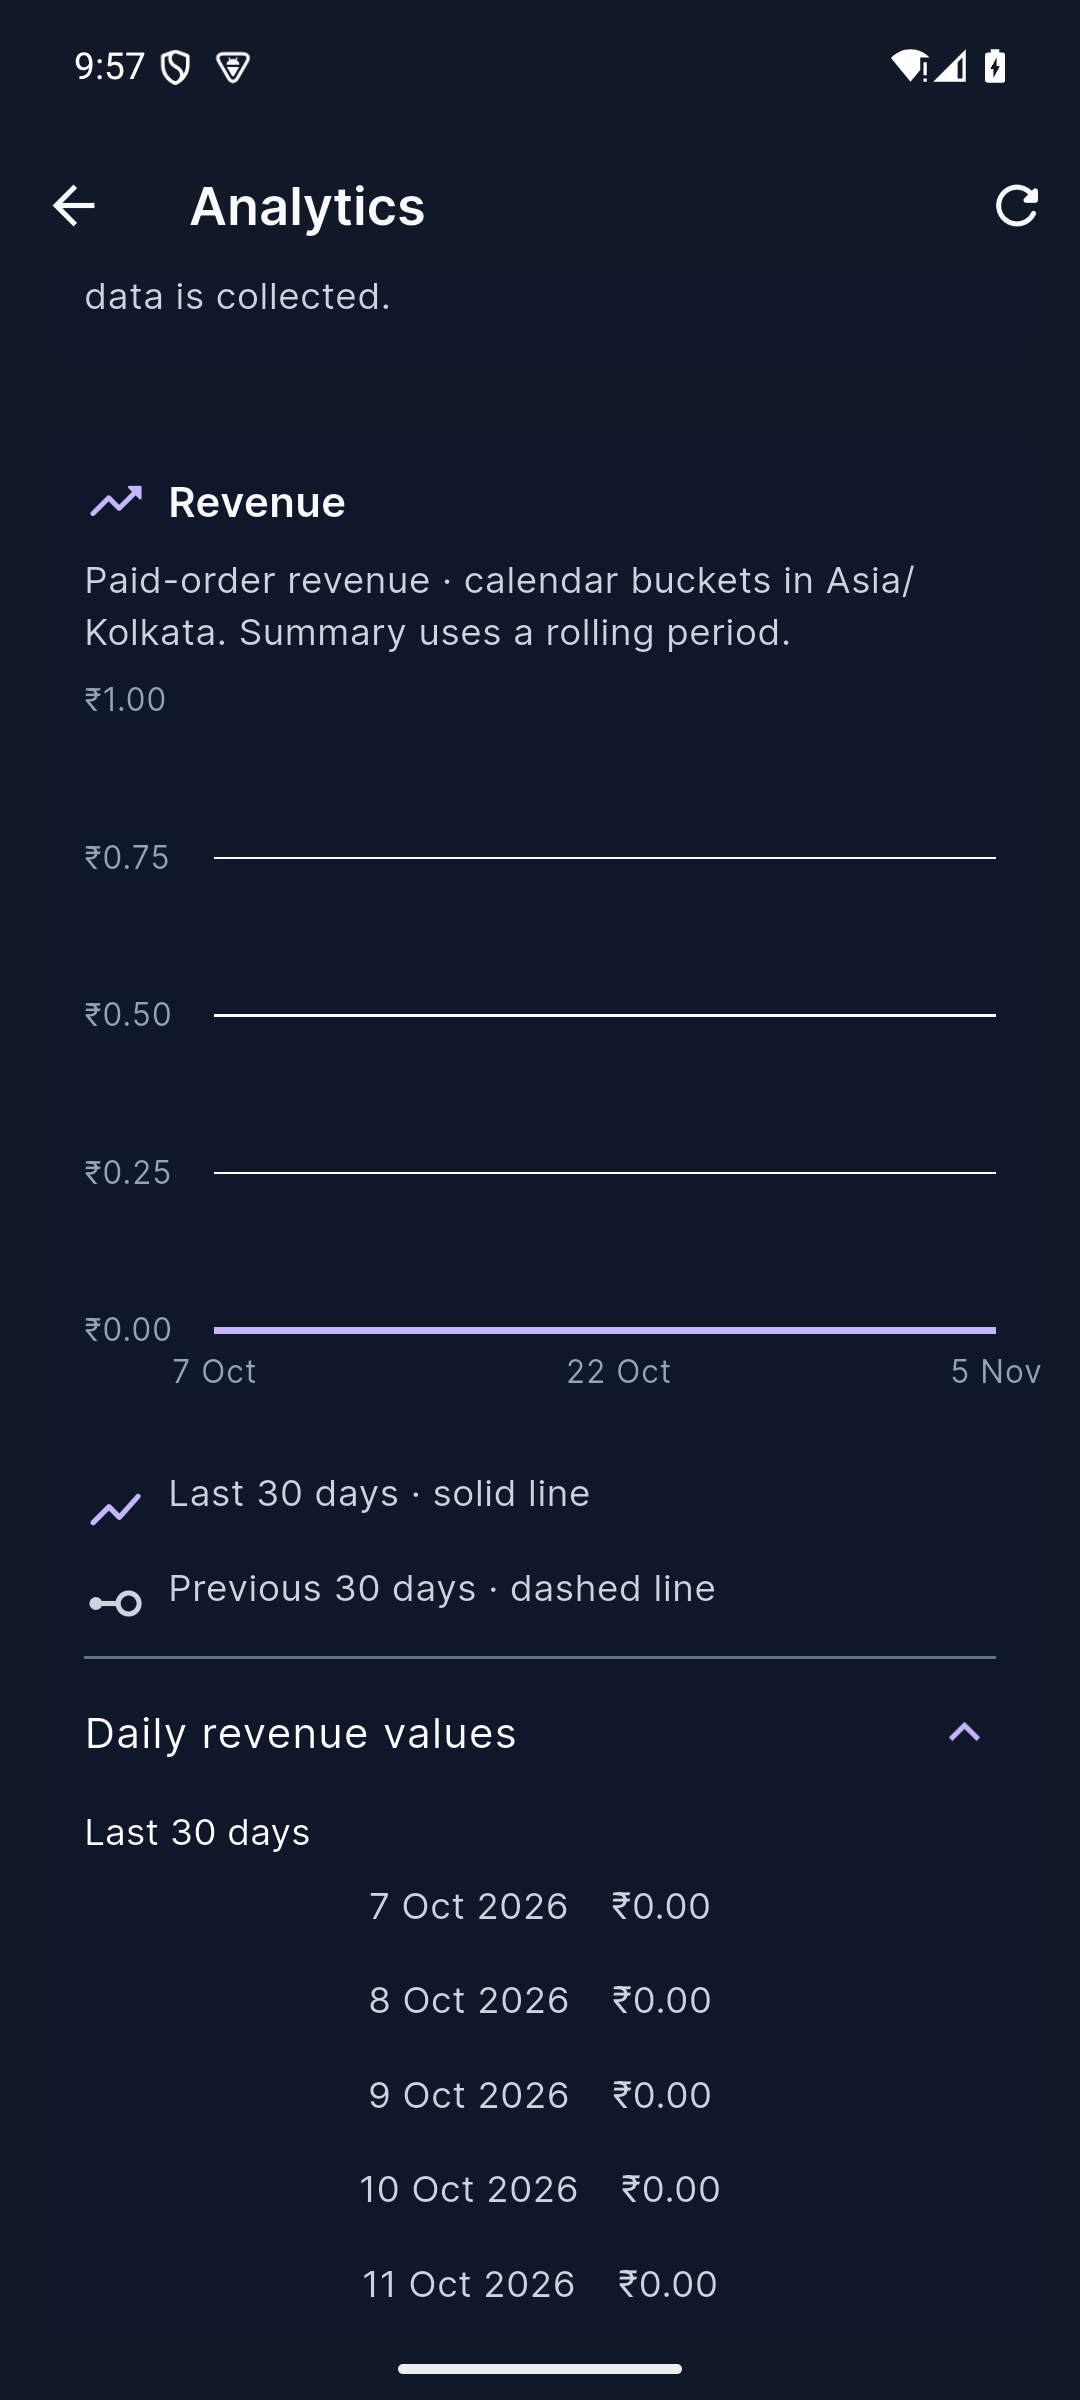 9:57
Analytics
data is collected.
Revenue
Paid-order revenue · calendar buckets in Asia/
Kolkata. Summary uses a rolling period.
₹1.00
₹0.75
₹0.50
₹0.25
₹0.00
7 Oct 22 Oct 5 Nov
Last 30 days · solid line
Previous 30 days · dashed line
Daily revenue values
Last 30 days
7 Oct 2026 ₹0.00
8 Oct 2026 ₹0.00
9 Oct 2026 ₹0.00
10 Oct 2026 ₹0.00
11 Oct 2026 ₹0.00